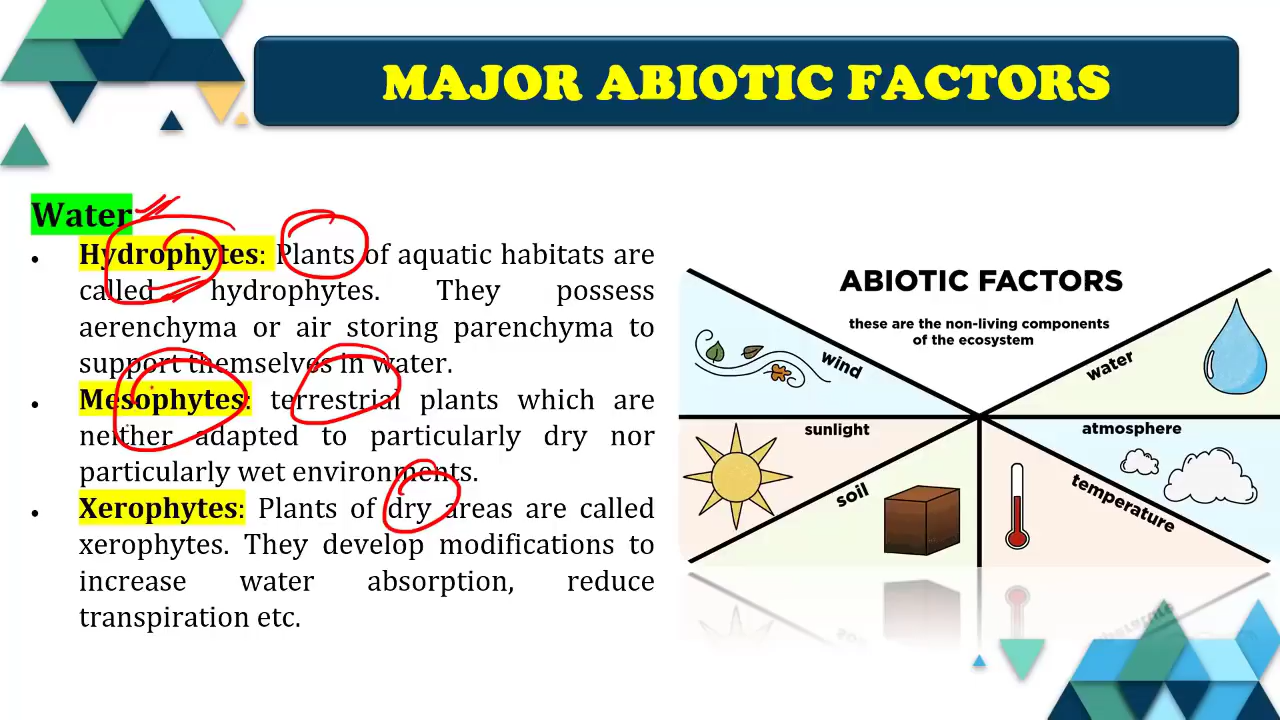 MAJOR ABIOTIC FACTORS
Water
• Hydrophytes: Plants of aquatic habitats are
called hydrophytes. They possess
aerenchyma or air storing parenchyma to
support themselves in water.
• Mesophytes: terrestrial plants which are
neither adapted to particularly dry nor
particularly wet environments.
• Xerophytes: Plants of dry areas are called
xerophytes. They develop modifications to
increase water absorption, reduce
transpiration etc.
ABIOTIC FACTORS
these are the non-living components
of the ecosystem
wind
water
sunlight
atmosphere
soil
temperature